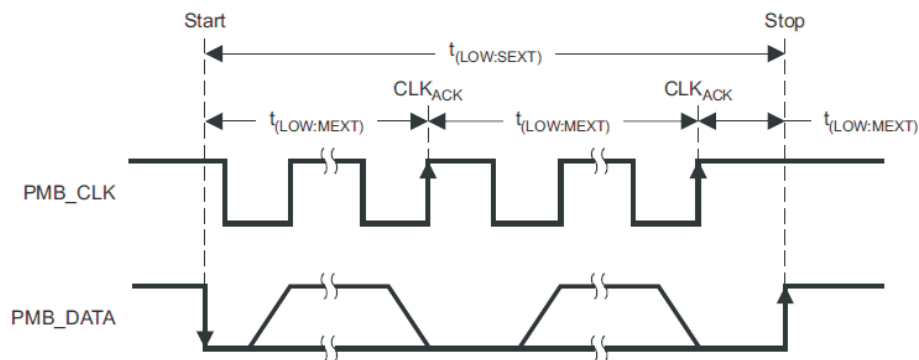 Start
Stop
t(LOW:SEXT)
CLKACK
CLKACK
t(LOW:MEXT)
t(LOW:MEXT)
t(LOW:MEXT)
PMB_CLK
PMB_DATA